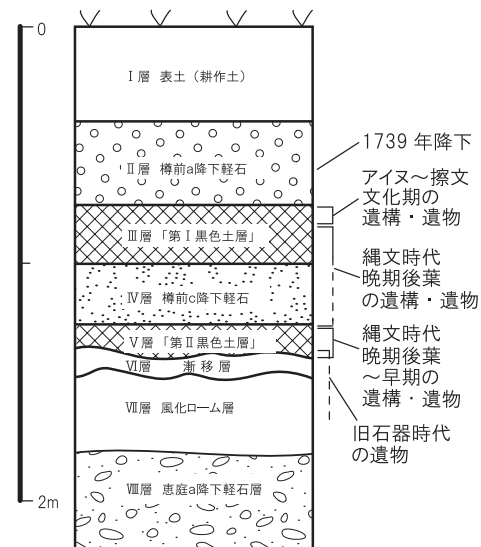 0
Ⅰ層 表土（耕作土）
Ⅱ層 樽前a降下軽石
Ⅲ層「第Ⅰ黒色土層」
Ⅳ層 樽前c降下軽石
Ⅴ層「第Ⅱ黒色土層」
Ⅵ層 漸移層
Ⅶ層 風化ローム層
Ⅷ層 恵庭a降下軽石層
2m
1739 年降下
アイヌ～擦文
文化期の
遺構・遺物
縄文時代
晩期後葉
の遺構・遺物
縄文時代
晩期後葉
～早期の
遺構・遺物
旧石器時代
の遺物